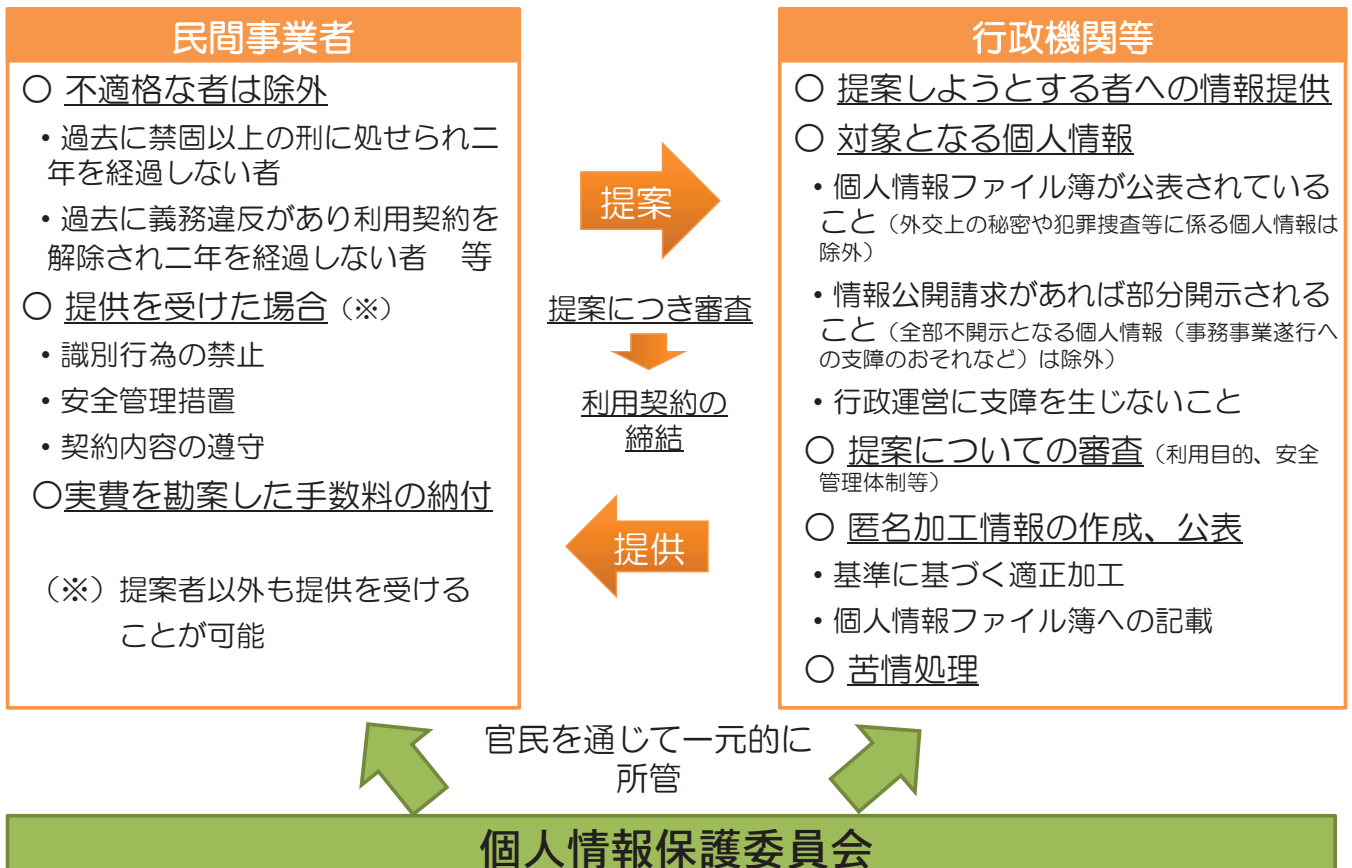 民間事業者
〇 不適格な者は除外
・過去に禁固以上の刑に処せられ二
年を経過しない者
・過去に義務違反があり利用契約を
解除され二年を経過しない者　等
〇 提供を受けた場合（※）
・識別行為の禁止
・安全管理措置
・契約内容の遵守
〇実費を勘案した手数料の納付
（※）提案者以外も提供を受ける
ことが可能
提案
提案につき審査
利用契約の
締結
提供
行政機関等
〇 提案しようとする者への情報提供
〇 対象となる個人情報
・個人情報ファイル簿が公表されている
こと（外交上の秘密や犯罪捜査等に係る個人情報は
除外）
・情報公開請求があれば部分開示される
こと（全部不開示となる個人情報（事務事業遂行へ
の支障のおそれなど）は除外）
・行政運営に支障を生じないこと
〇 提案についての審査（利用目的、安全
管理体制等）
〇 匿名加工情報の作成、公表
・基準に基づく適正加工
・個人情報ファイル簿への記載
〇 苦情処理
官民を通じて一元的に
所管
個人情報保護委員会